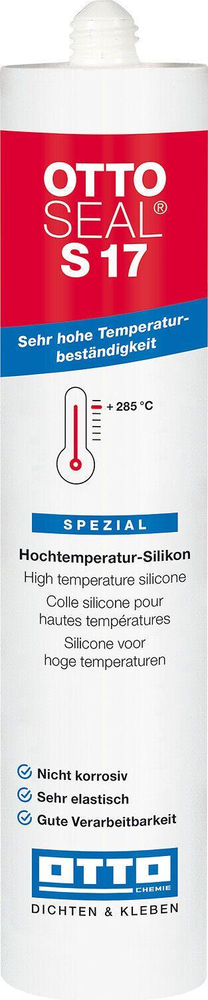 OTTO
SEAL®
S 17
Sehr hohe Temperatur-
beständigkeit
+ 285 °C
SPEZIAL
Hochtemperatur-Silikon
High temperature silicone
Colle silicone pour
hautes températures
Silicone voor
hoge temperaturen
Nicht korrosiv
Sehr elastisch
Gute Verarbeitbarkeit
OTTO
CHEMIE
DICHTEN & KLEBEN